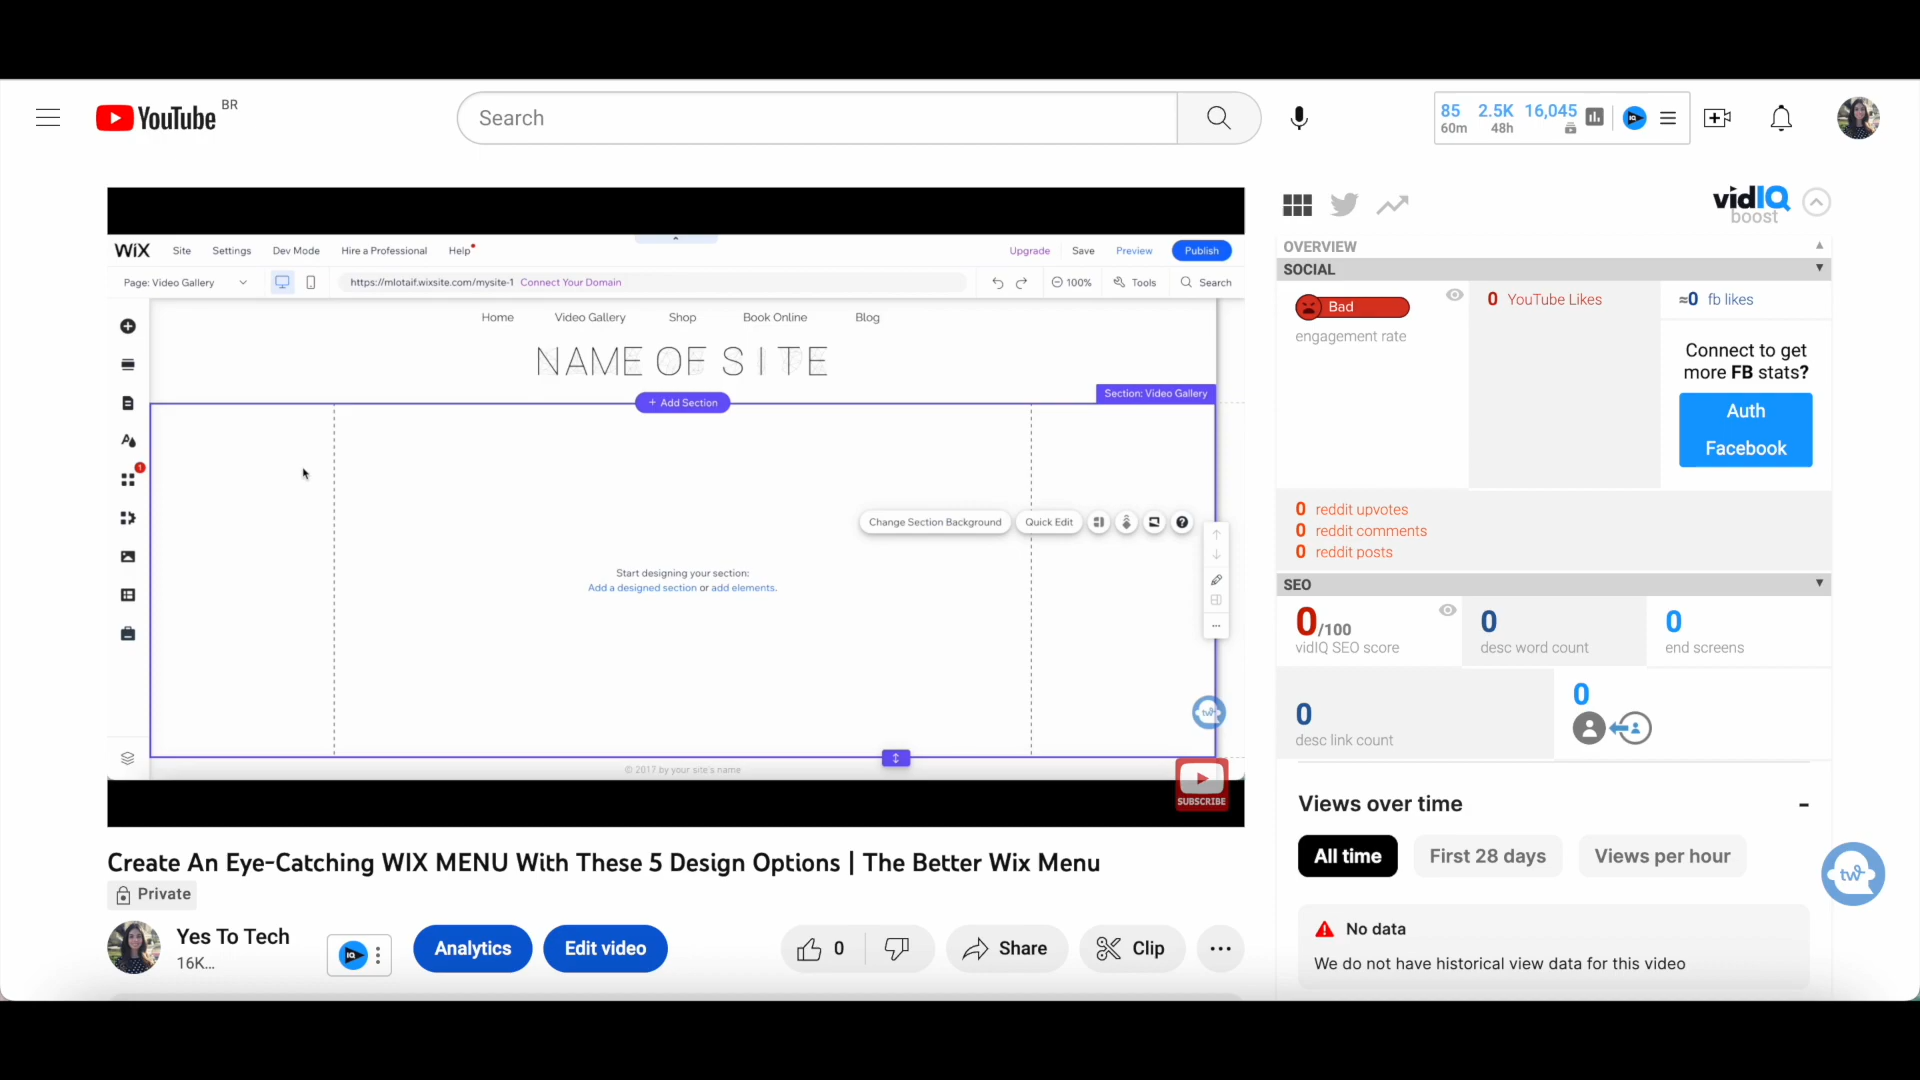 YouTube BR
Search
85 2.5K 16,045
60m 48h
WiX Site Settings Dev Mode Hire a Professional Help Upgrade Save Preview Publish
Page: Video Gallery https://mlotaif.wixsite.com/mysite-1 Connect Your Domain 100% Tools Search
Home Video Gallery Shop Book Online Blog
NAME OF SITE
+ Add Section
Section: Video Gallery
1
Change Section Background Quick Edit ?
Start designing your section:
Add a designed section or add elements.
tw
© 2017 by your site's name
SUBSCRIBE
Create An Eye-Catching WIX MENU With These 5 Design Options | The Better Wix Menu
Private
Yes To Tech
16K...
IQ
Analytics Edit video 0 Share Clip ...
vidIQ
boost
OVERVIEW
SOCIAL
Bad
engagement rate
0 YouTube Likes
≈0 fb likes
Connect to get
more FB stats?
Auth
Facebook
0 reddit upvotes
0 reddit comments
0 reddit posts
SEO
0/100
vidIQ SEO score
0
desc word count
0
end screens
0
desc link count
0
Views over time -
All time First 28 days Views per hour
No data
We do not have historical view data for this video
tw